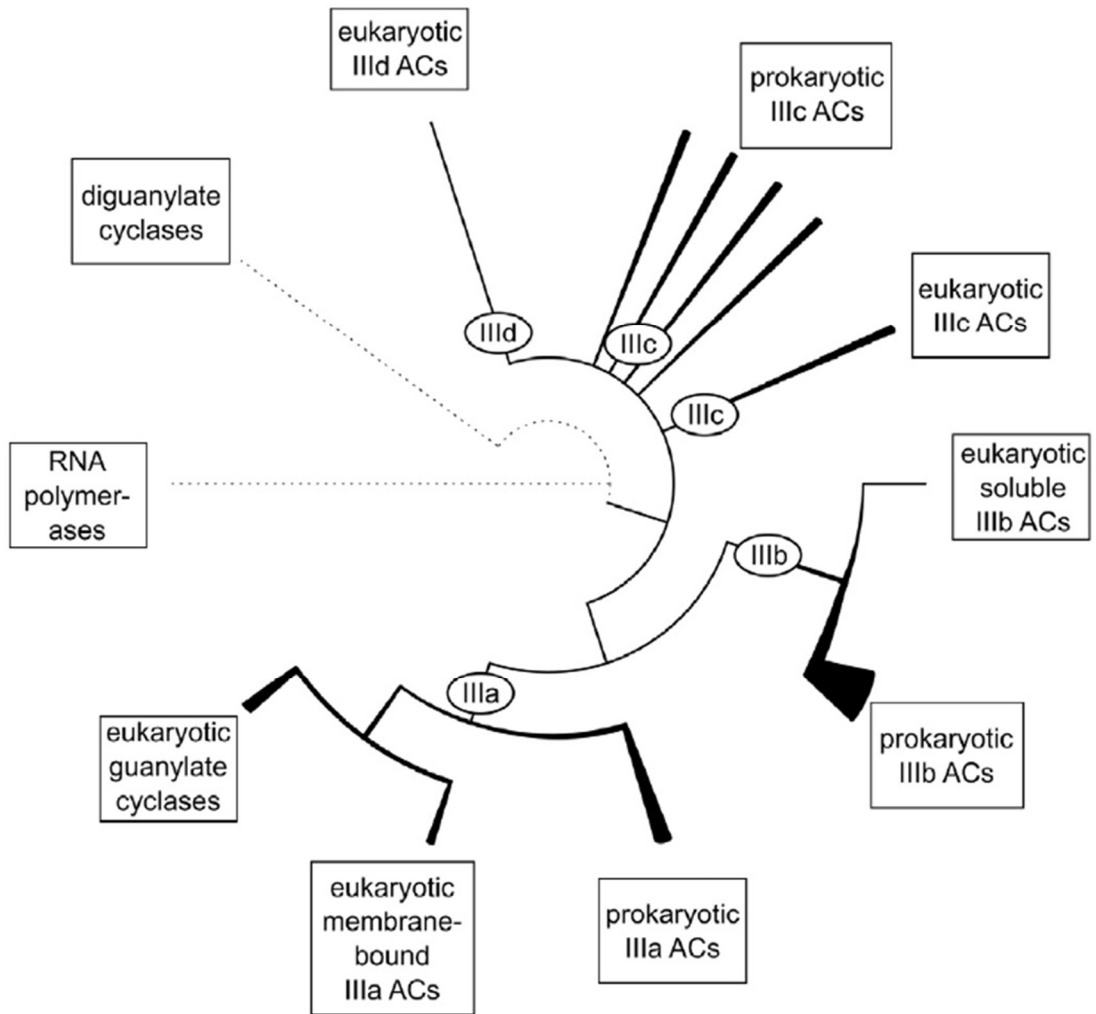 eukaryotic
IIId ACs
prokaryotic
IIIc ACs
diguanylate
cyclases
eukaryotic
IIIc ACs
IIId
IIIc
IIIc
RNA
polymer-
ases
eukaryotic
soluble
IIIb ACs
IIIb
IIIa
eukaryotic
guanylate
cyclases
prokaryotic
IIIb ACs
eukaryotic
membrane-
bound
IIIa ACs
prokaryotic
IIIa ACs